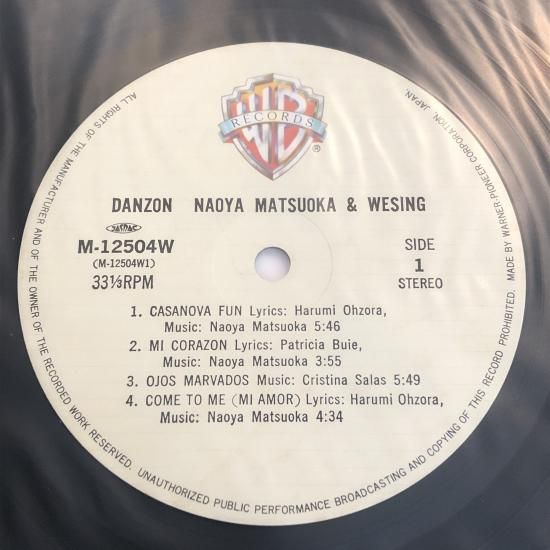 WB
RECORDS
®
DANZON NAOYA MATSUOKA & WESING
JASRAC
M-12504W
(M-12504W1)
33⅓RPM
SIDE
1
STEREO
1. CASANOVA FUN Lyrics: Harumi Ohzora,
Music: Naoya Matsuoka 5:46
2. MI CORAZON Lyrics: Patricia Buie,
Music: Naoya Matsuoka 3:55
3. OJOS MARVADOS Music: Cristina Salas 5:49
4. COME TO ME (MI AMOR) Lyrics: Harumi Ohzora,
Music: Naoya Matsuoka 4:34
ALL RIGHTS OF THE MANUFACTURER AND OF THE OWNER OF THE RECORDED WORK RESERVED. UNAUTHORIZED PUBLIC PERFORMANCE BROADCASTING AND COPYING OF THIS RECORD PROHIBITED. MADE BY WARNER-PIONEER CORPORATION, JAPAN